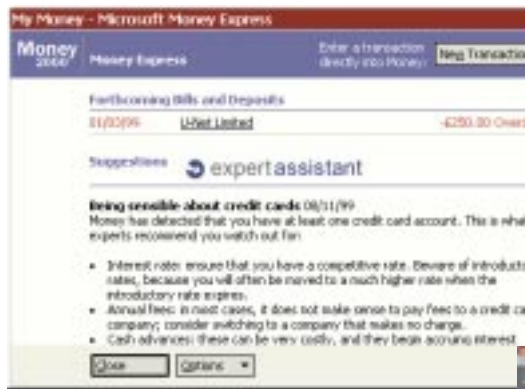 My Money - Microsoft Money Express
Money 2000
Money Express
Enter a transaction directly into Money:
New Transaction
Forthcoming Bills and Deposits
01/03/99 U-Net Limited -£250.00 Overd
Suggestions expertassistant
Being sensible about credit cards 08/11/99
Money has detected that you have at least one credit card account. This is what
experts recommend you watch out for:
• Interest rate: ensure that you have a competitive rate. Beware of introducto
rates, because you will often be moved to a much higher rate when the
introductory rate expires.
• Annual fees: in most cases, it does not make sense to pay fees to a credit ca
company; consider switching to a company that makes no charge.
• Cash advances: these can be very costly, and they begin accruing interest
Close Options